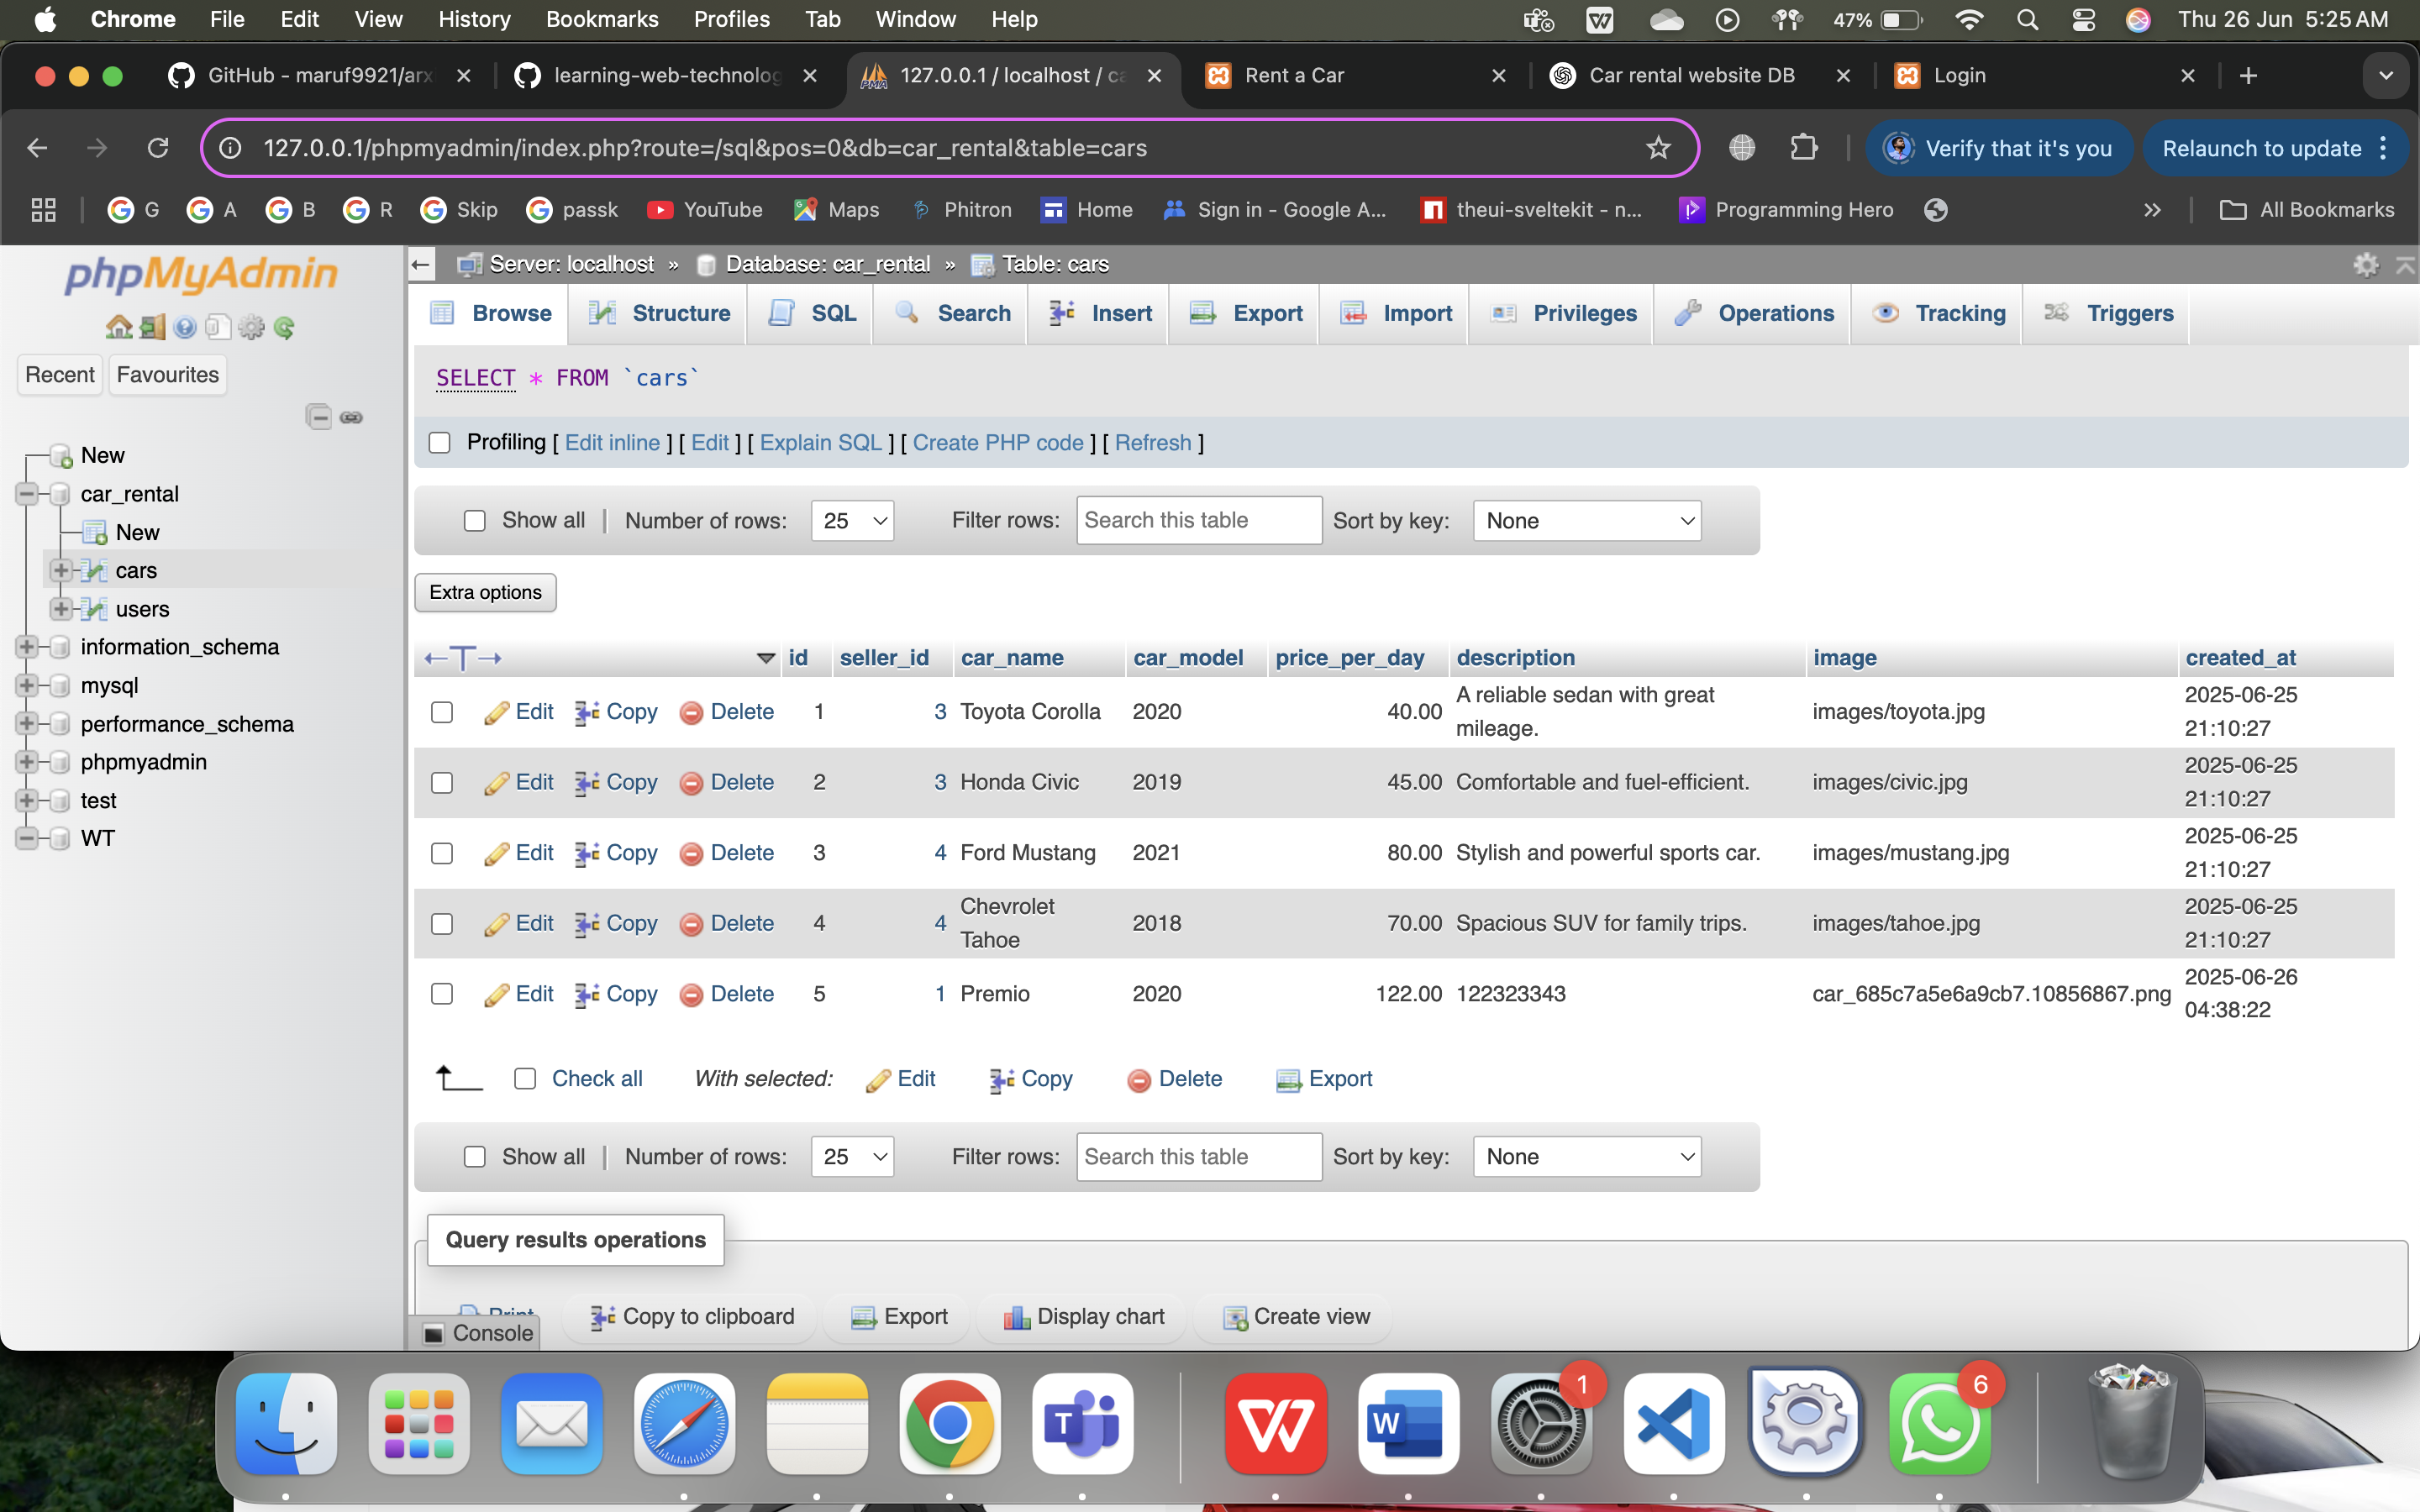 Chrome File Edit View History Bookmarks Profiles Tab Window Help 47% Thu 26 Jun 5:25 AM
GitHub - maruf9921/arx learning-web-technolog 127.0.0.1 / localhost / ca Rent a Car Car rental website DB Login
127.0.0.1/phpmyadmin/index.php?route=/sql&pos=0&db=car_rental&table=cars Verify that it's you Relaunch to update
G A B R Skip passk YouTube Maps Phitron Home Sign in - Google A... theui-sveltekit - n... Programming Hero All Bookmarks
phpMyAdmin
Recent Favourites
New
car_rental
New
cars
users
information_schema
mysql
performance_schema
phpmyadmin
test
WT
Server: localhost » Database: car_rental » Table: cars
Browse Structure SQL Search Insert Export Import Privileges Operations Tracking Triggers
SELECT * FROM `cars`
Profiling [ Edit inline ] [ Edit ] [ Explain SQL ] [ Create PHP code ] [ Refresh ]
Show all | Number of rows: 25 Filter rows: Search this table Sort by key: None
Extra options
id seller_id car_name car_model price_per_day description image created_at
Edit Copy Delete 1 3 Toyota Corolla 2020 40.00 A reliable sedan with great mileage. images/toyota.jpg 2025-06-25 21:10:27
Edit Copy Delete 2 3 Honda Civic 2019 45.00 Comfortable and fuel-efficient. images/civic.jpg 2025-06-25 21:10:27
Edit Copy Delete 3 4 Ford Mustang 2021 80.00 Stylish and powerful sports car. images/mustang.jpg 2025-06-25 21:10:27
Edit Copy Delete 4 4 Chevrolet Tahoe 2018 70.00 Spacious SUV for family trips. images/tahoe.jpg 2025-06-25 21:10:27
Edit Copy Delete 5 1 Premio 2020 122.00 122323343 car_685c7a5e6a9cb7.10856867.png 2025-06-26 04:38:22
Check all With selected: Edit Copy Delete Export
Show all | Number of rows: 25 Filter rows: Search this table Sort by key: None
Query results operations
Print Copy to clipboard Export Display chart Create view
Console
1 6